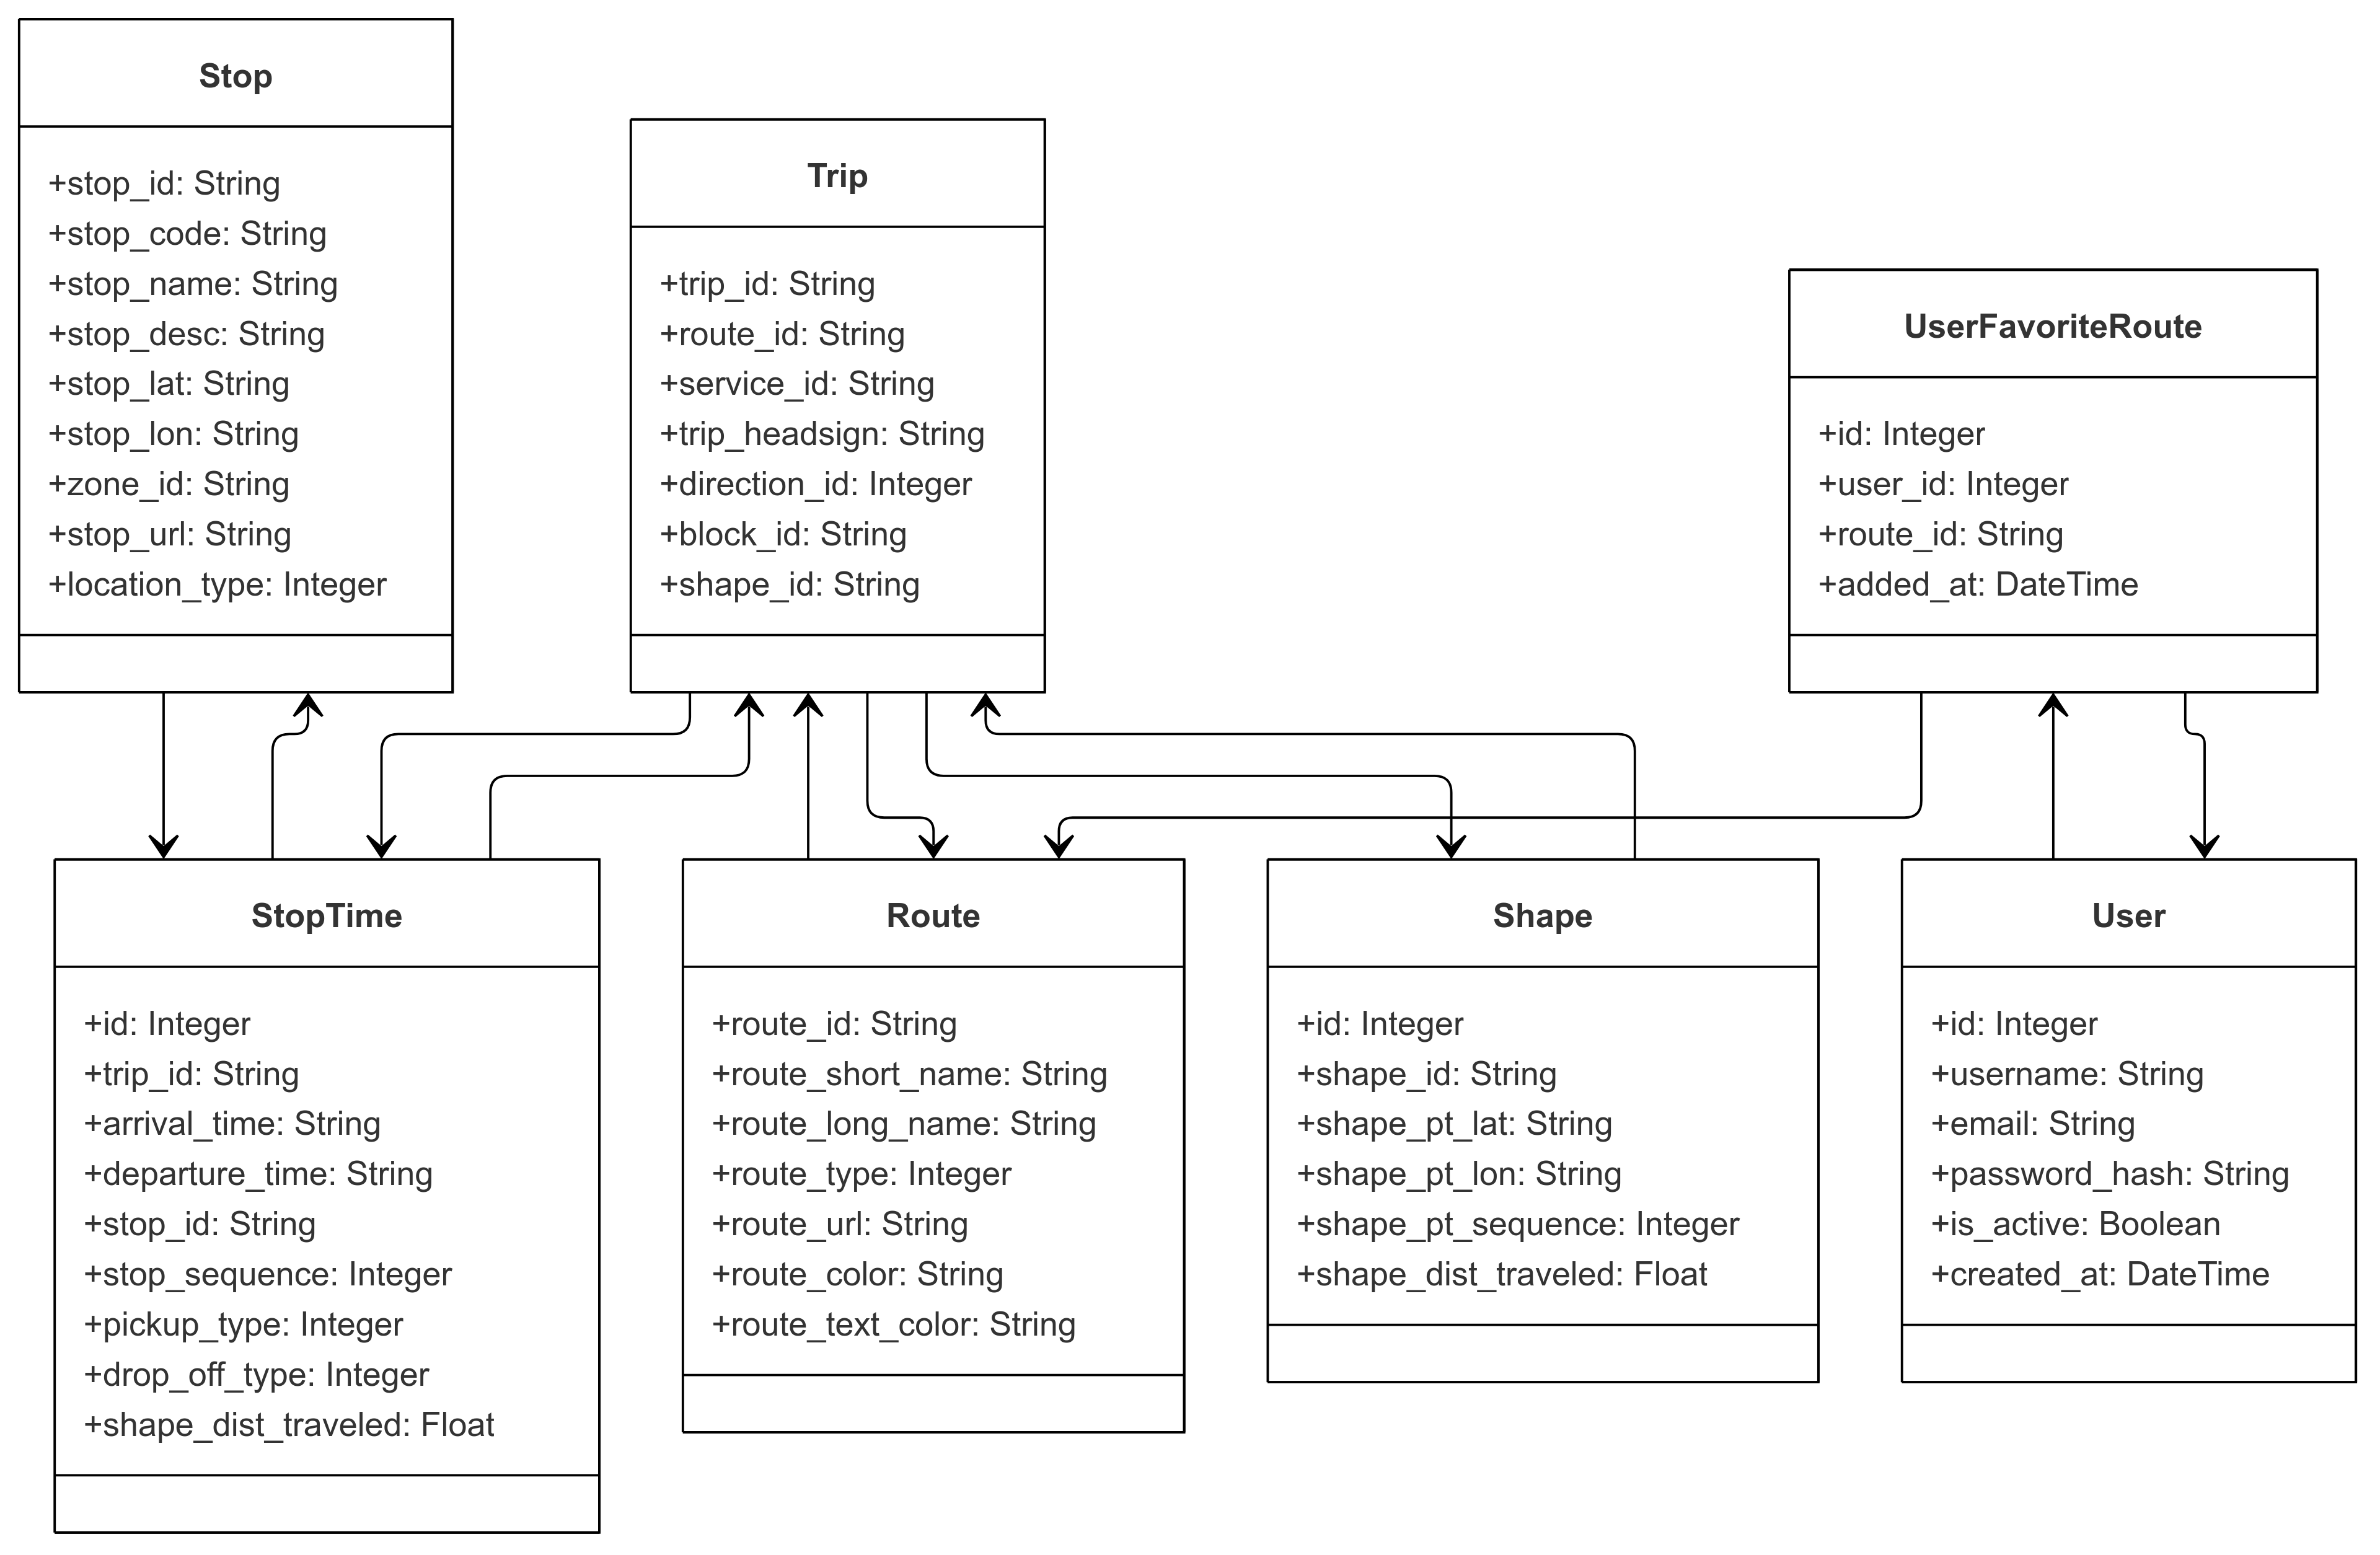 Stop
+stop_id: String
+stop_code: String
+stop_name: String
+stop_desc: String
+stop_lat: String
+stop_lon: String
+zone_id: String
+stop_url: String
+location_type: Integer
Trip
+trip_id: String
+route_id: String
+service_id: String
+trip_headsign: String
+direction_id: Integer
+block_id: String
+shape_id: String
UserFavoriteRoute
+id: Integer
+user_id: Integer
+route_id: String
+added_at: DateTime
StopTime
+id: Integer
+trip_id: String
+arrival_time: String
+departure_time: String
+stop_id: String
+stop_sequence: Integer
+pickup_type: Integer
+drop_off_type: Integer
+shape_dist_traveled: Float
Route
+route_id: String
+route_short_name: String
+route_long_name: String
+route_type: Integer
+route_url: String
+route_color: String
+route_text_color: String
Shape
+id: Integer
+shape_id: String
+shape_pt_lat: String
+shape_pt_lon: String
+shape_pt_sequence: Integer
+shape_dist_traveled: Float
User
+id: Integer
+username: String
+email: String
+password_hash: String
+is_active: Boolean
+created_at: DateTime